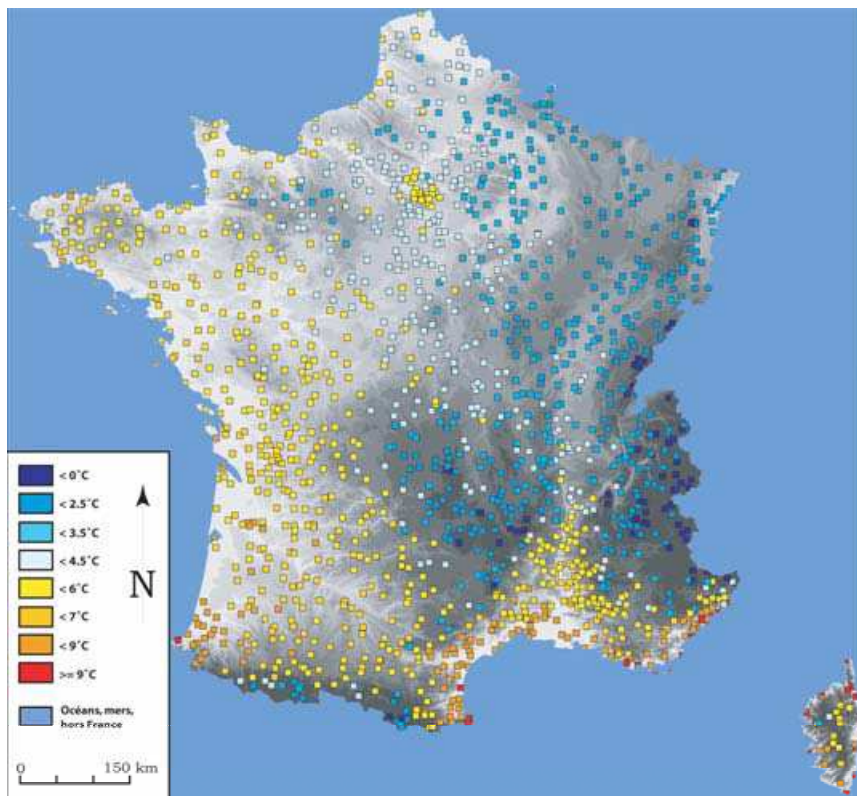 < 0°C
< 2.5°C
< 3.5°C
< 4.5°C
< 6°C
< 7°C
< 9°C
>= 9°C
N
Océans, mers,
hors France
0 150 km